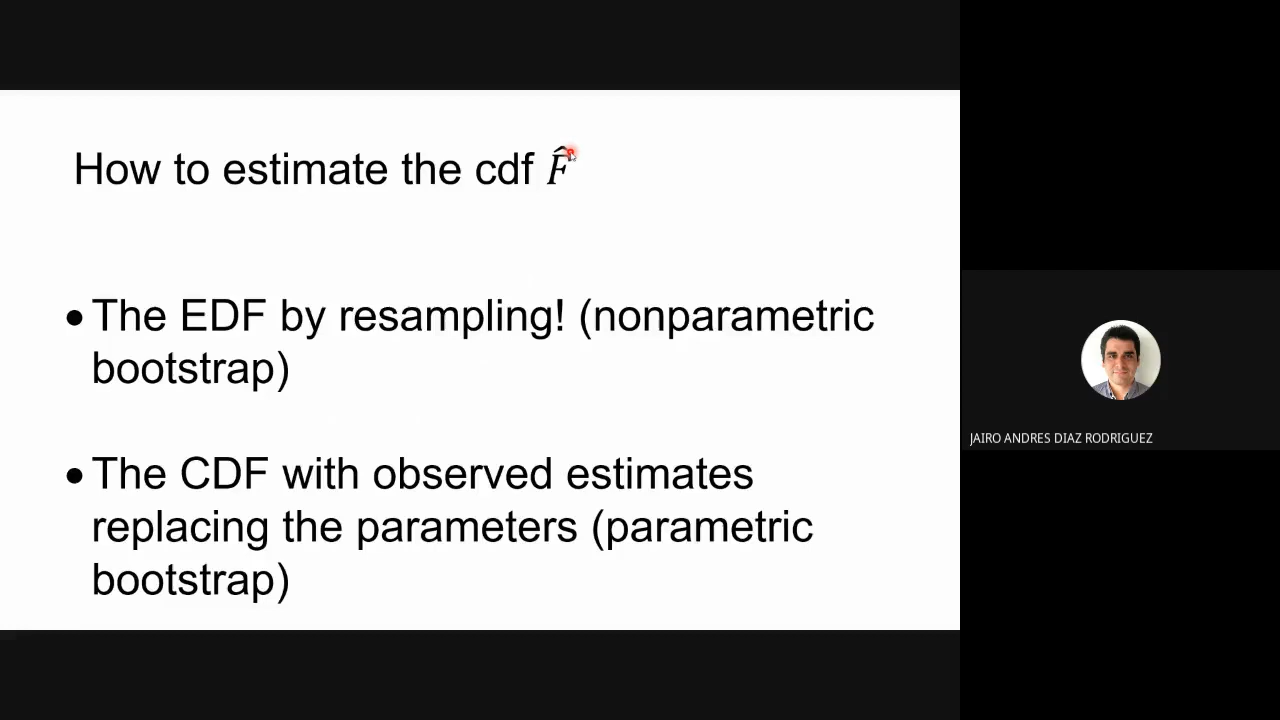 How to estimate the cdf F̂
• The EDF by resampling! (nonparametric
bootstrap)
• The CDF with observed estimates
replacing the parameters (parametric
bootstrap)
JAIRO ANDRES DIAZ RODRIGUEZ